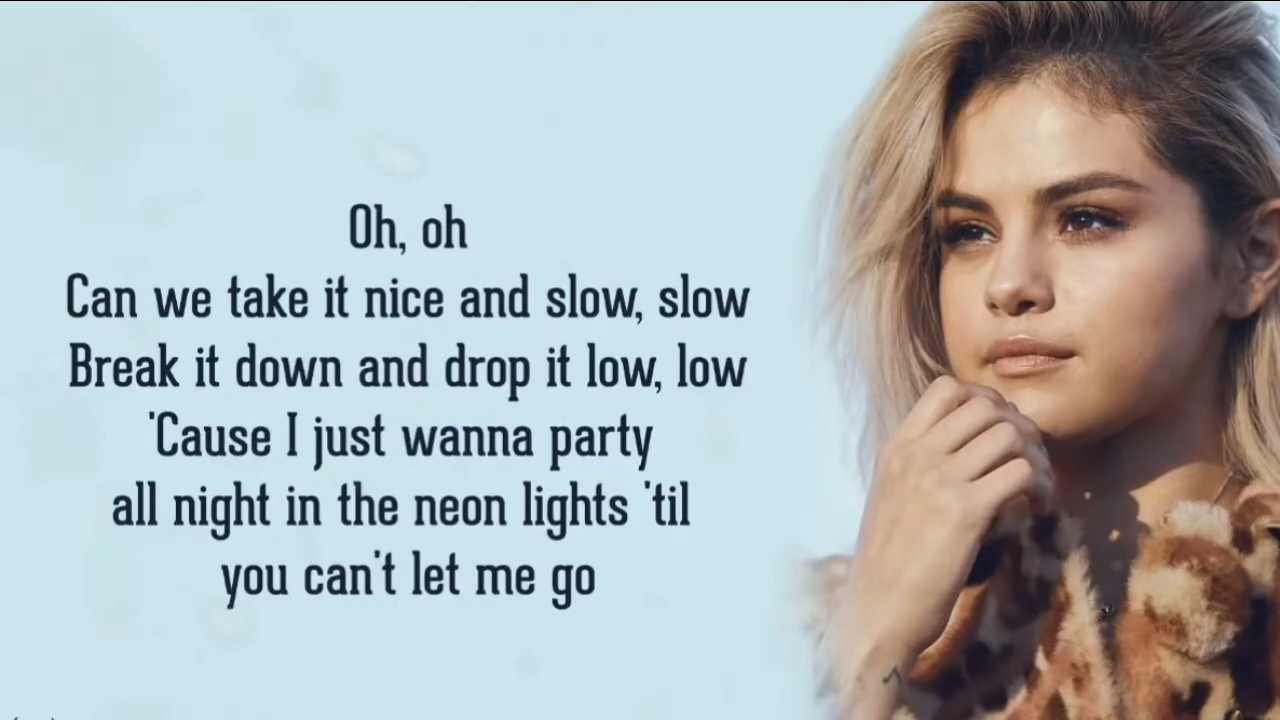 Oh, oh
Can we take it nice and slow, slow
Break it down and drop it low, low
'Cause I just wanna party
all night in the neon lights 'til
you can't let me go